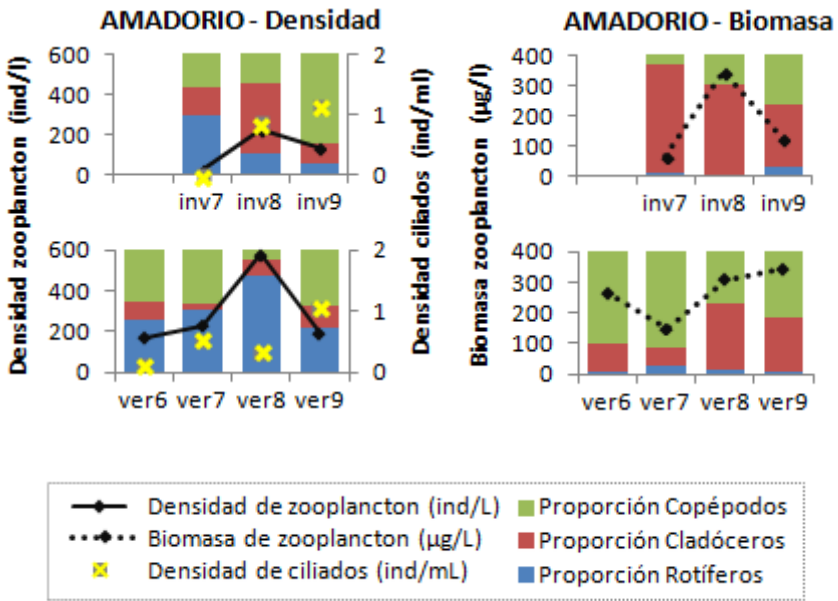 AMADORIO - Densidad
AMADORIO - Biomasa
Densidad zooplancton (ind/l)
600
400
200
0
2
1
0
inv7 inv8 inv9
600
400
200
0
2
1
0
ver6 ver7 ver8 ver9
Densidad ciliados (ind/ml)
Biomasa zooplancton (µg/l)
400
300
200
100
0
inv7 inv8 inv9
400
300
200
100
0
ver6 ver7 ver8 ver9
Densidad de zooplancton (ind/L)
Proporción Copépodos
Biomasa de zooplancton (µg/L)
Proporción Cladóceros
Densidad de ciliados (ind/mL)
Proporción Rotíferos